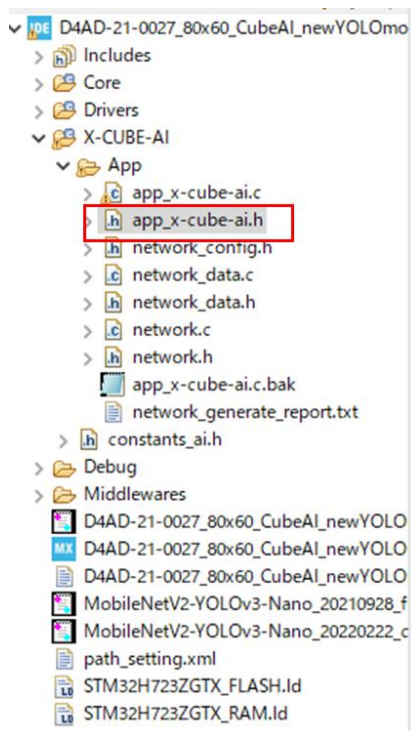 D4AD-21-0027_80x60_CubeAI_newYOLOmo
Includes
Core
Drivers
X-CUBE-AI
App
app_x-cube-ai.c
app_x-cube-ai.h
network_config.h
network_data.c
network_data.h
network.c
network.h
app_x-cube-ai.c.bak
network_generate_report.txt
constants_ai.h
Debug
Middlewares
D4AD-21-0027_80x60_CubeAI_newYOLO
D4AD-21-0027_80x60_CubeAI_newYOLO
D4AD-21-0027_80x60_CubeAI_newYOLO
MobileNetV2-YOLOv3-Nano_20210928_f
MobileNetV2-YOLOv3-Nano_20220222_c
path_setting.xml
STM32H723ZGTX_FLASH.ld
STM32H723ZGTX_RAM.ld